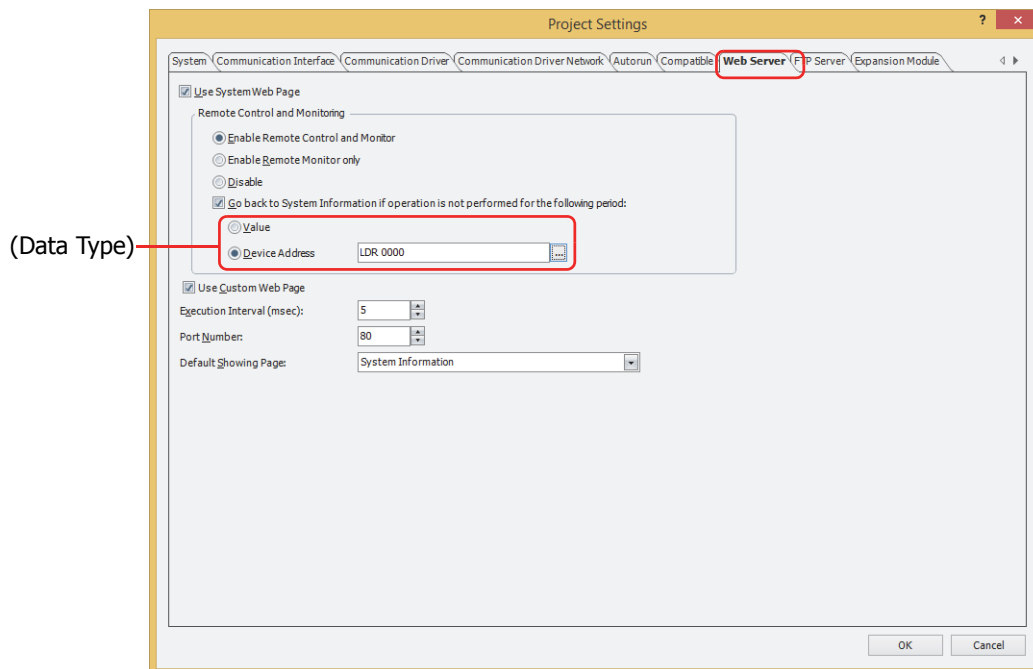 Project Settings
?
×
System Communication Interface Communication Driver Communication Driver Network Autorun Compatible Web Server FTP Server Expansion Module
Use System Web Page
Remote Control and Monitoring
Enable Remote Control and Monitor
Enable Remote Monitor only
Disable
Go back to System Information if operation is not performed for the following period:
Value
(Data Type)
Device Address LDR 0000 ...
Use Custom Web Page
Execution Interval (msec): 5
Port Number: 80
Default Showing Page: System Information
OK Cancel